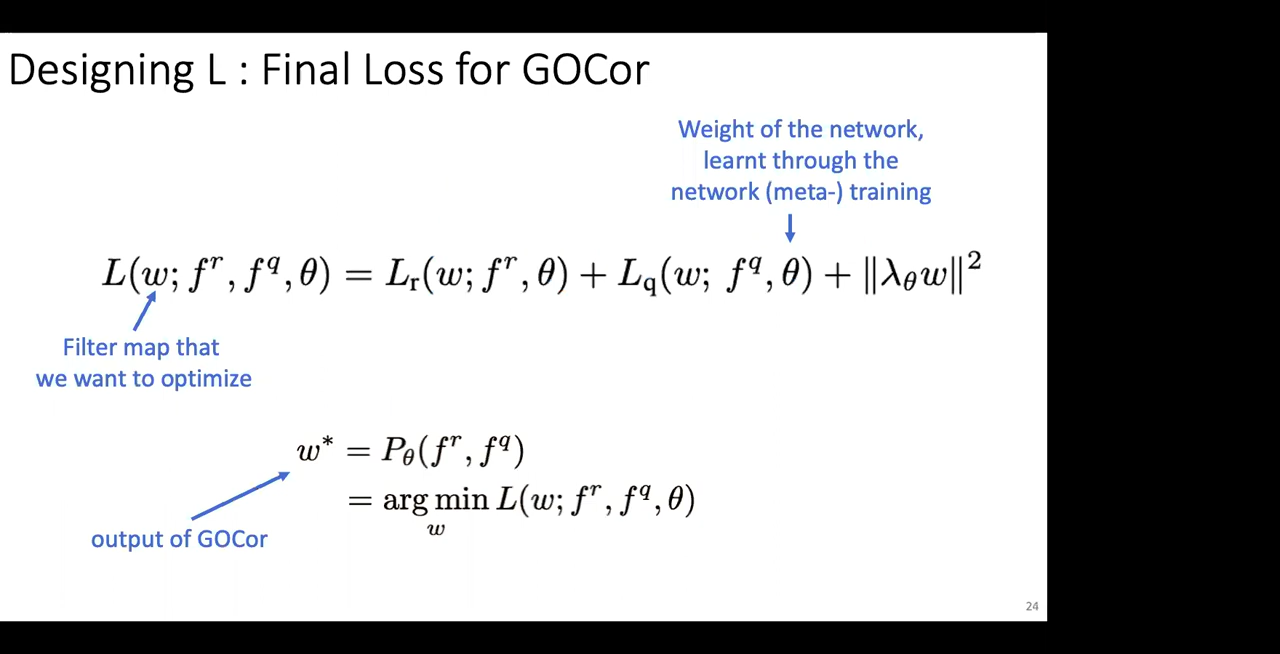 Designing L : Final Loss for GOCor
Weight of the network,
learnt through the
network (meta-) training
L(w; f^r, f^q, θ) = L_r(w; f^r, θ) + L_q(w; f^q, θ) + ‖λ_θ w‖^2
Filter map that
we want to optimize
w* = P_θ(f^r, f^q)
= arg min_w L(w; f^r, f^q, θ)
output of GOCor
24